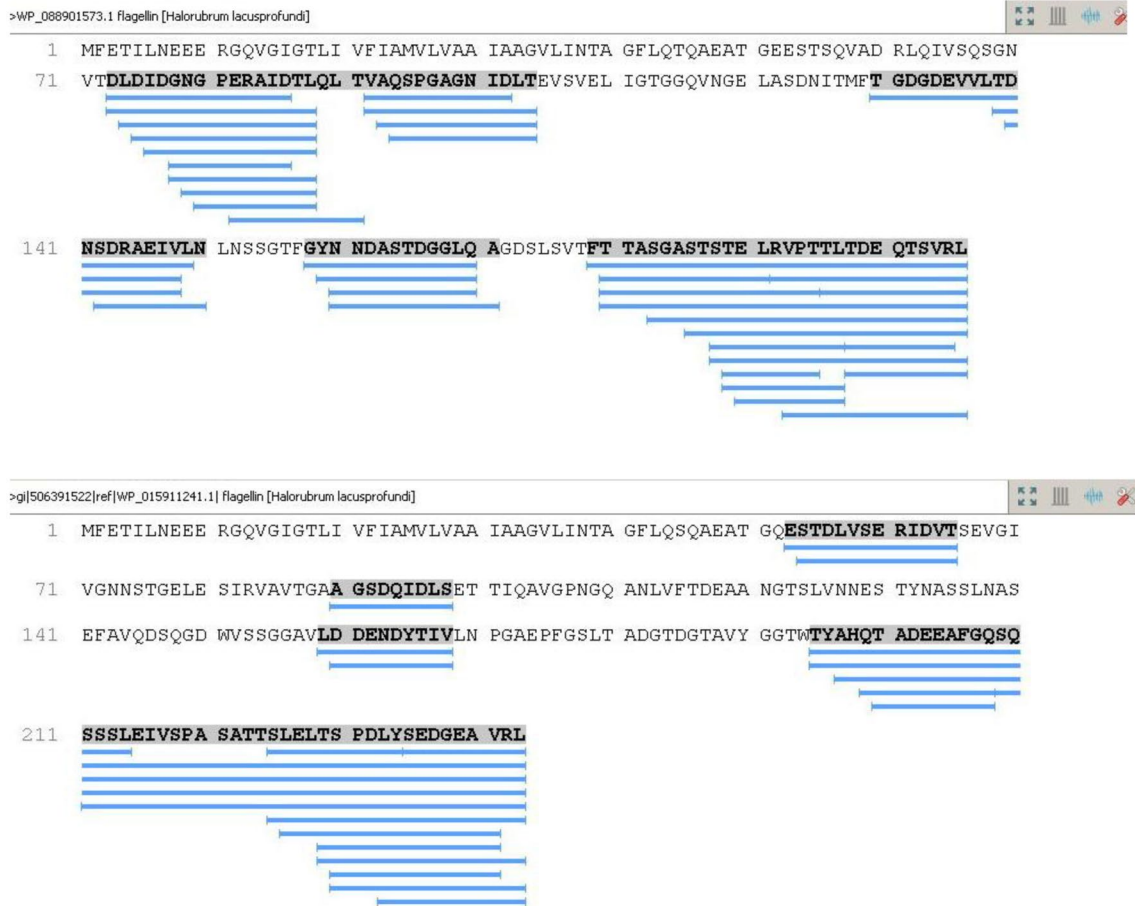 >WP_088901573.1 flagellin [Halorubrum lacusprofundi]
1 MFETILNEEE RGQVGIGTLI VFIAMVLVAA IAAGVLINTA GFLQTQAEAT GEESTSQVAD RLQIVSQSGN
71 VTDLDIDGNG PERAIDTLQL TVAQSPGAGN IDLTEVSVEL IGTGGQVNGE LASDNITMFT GDGDEVVLTD
141 NSDRAEIVLN LNSSGTFGYN NDASTDGGLQ AGDSLSVTFT TASGASTSTE LRVPTTLTDE QTSVRL
>gi|506391522|ref|WP_015911241.1| flagellin [Halorubrum lacusprofundi]
1 MFETILNEEE RGQVGIGTLI VFIAMVLVAA IAAGVLINTA GFLQSQAEAT GQESTDLVSE RIDVTSEVGI
71 VGNNSTGELE SIRVAVTGAA GSDQIDLSET TIQAVGPNGQ ANLVFTDEAA NGTSLVNNES TYNASSLNAS
141 EFAVQDSQGD WVSSGGAVLD DENDYTIVLN PGAEPFGSLT ADGTDGTAVY GGTWTYAHQT ADEEAFGQSQ
211 SSSLEIVSPA SATTSLELTS PDLYSEDGEA VRL